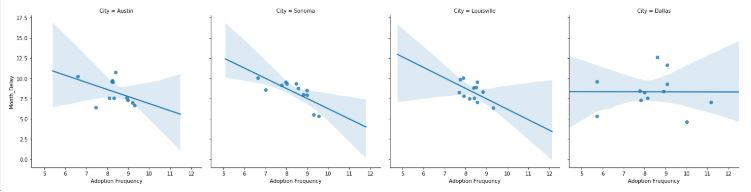 City = Austin
City = Sonoma
City = Louisville
City = Dallas
17.5
15.0
12.5
10.0
7.5
5.0
2.5
0.0
Month_Delay
5 6 7 8 9 10 11 12
5 6 7 8 9 10 11 12
5 6 7 8 9 10 11 12
5 6 7 8 9 10 11 12
Adoption Frequency
Adoption Frequency
Adoption Frequency
Adoption Frequency